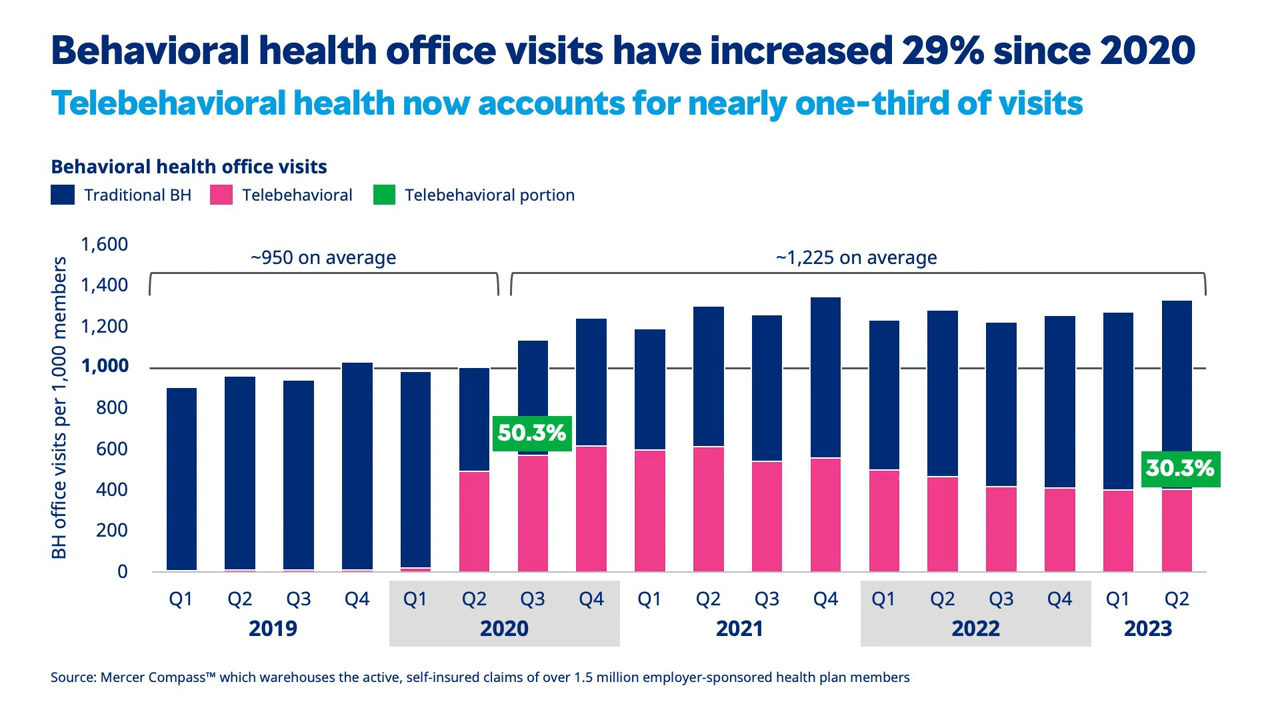 Behavioral health office visits have increased 29% since 2020
Telebehavioral health now accounts for nearly one-third of visits
Behavioral health office visits
Traditional BH Telebehavioral Telebehavioral portion
BH office visits per 1,000 members
1,600
1,400
1,200
1,000
800
600
400
200
0
~950 on average ~1,225 on average
50.3%
30.3%
Q1 Q2 Q3 Q4 Q1 Q2 Q3 Q4 Q1 Q2 Q3 Q4 Q1 Q2 Q3 Q4 Q1 Q2
2019 2020 2021 2022 2023
Source: Mercer Compass™ which warehouses the active, self-insured claims of over 1.5 million employer-sponsored health plan members